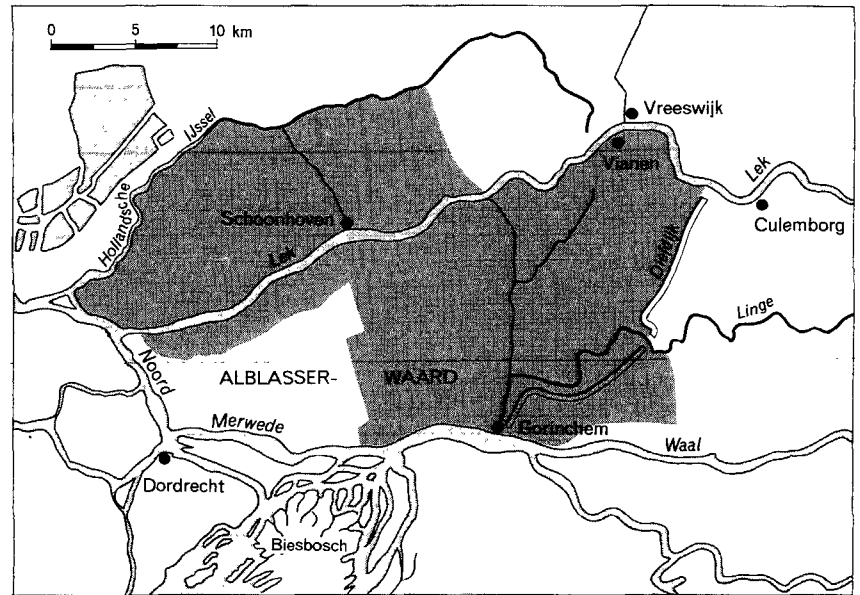 0 5 10 km
Vreeswijk
Vianen
Lek
Culemborg
Hollandsche IJssel
Schoonhoven
Lek
Diefdijk
Linge
Noord
ALBLASSER- WAARD
Merwede
Gorinchem
Waal
Dordrecht
Biesbosch